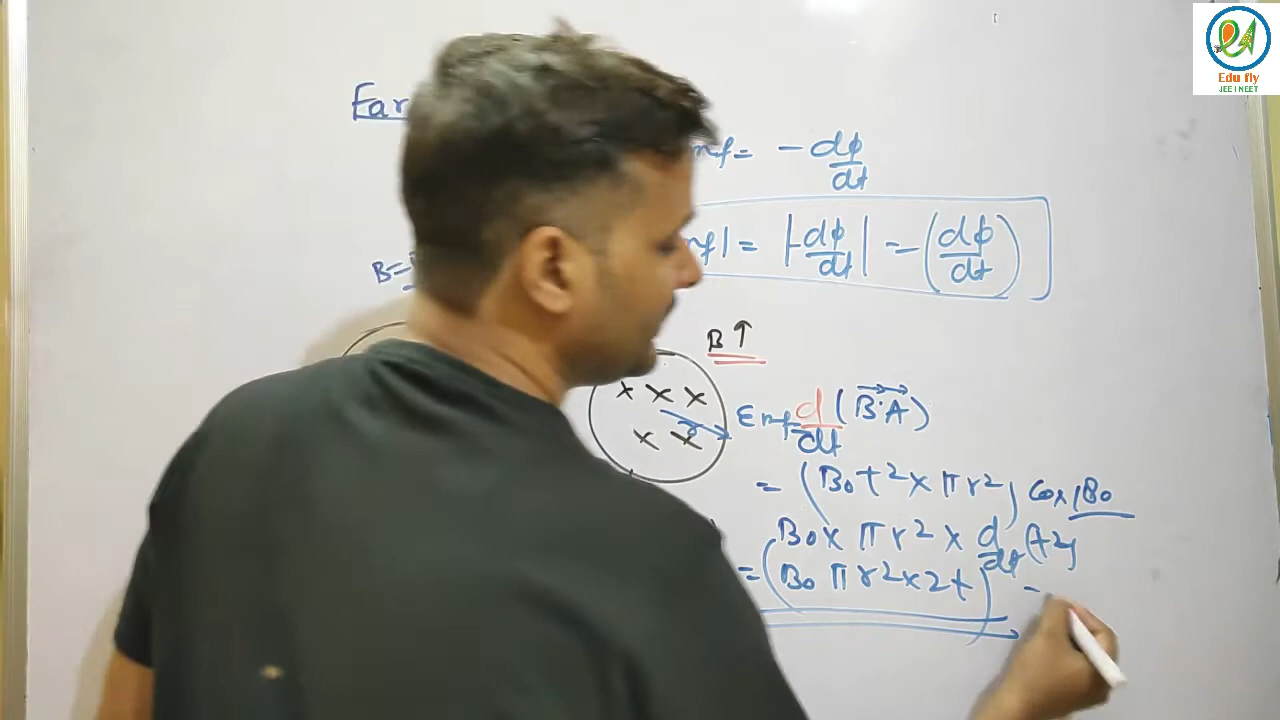 Edu fly
JEE | NEET
Far
mf = - dφ/dt
mf| = |-dφ/dt| = -(dφ/dt)
B=
B↑
x x x
x x
r
Emf d/dt (B⃗·A⃗)
= (B₀t² x πr²) Cos 180
B₀ x πr² x d/dt (t²)
= (B₀ πr² x 2t) -